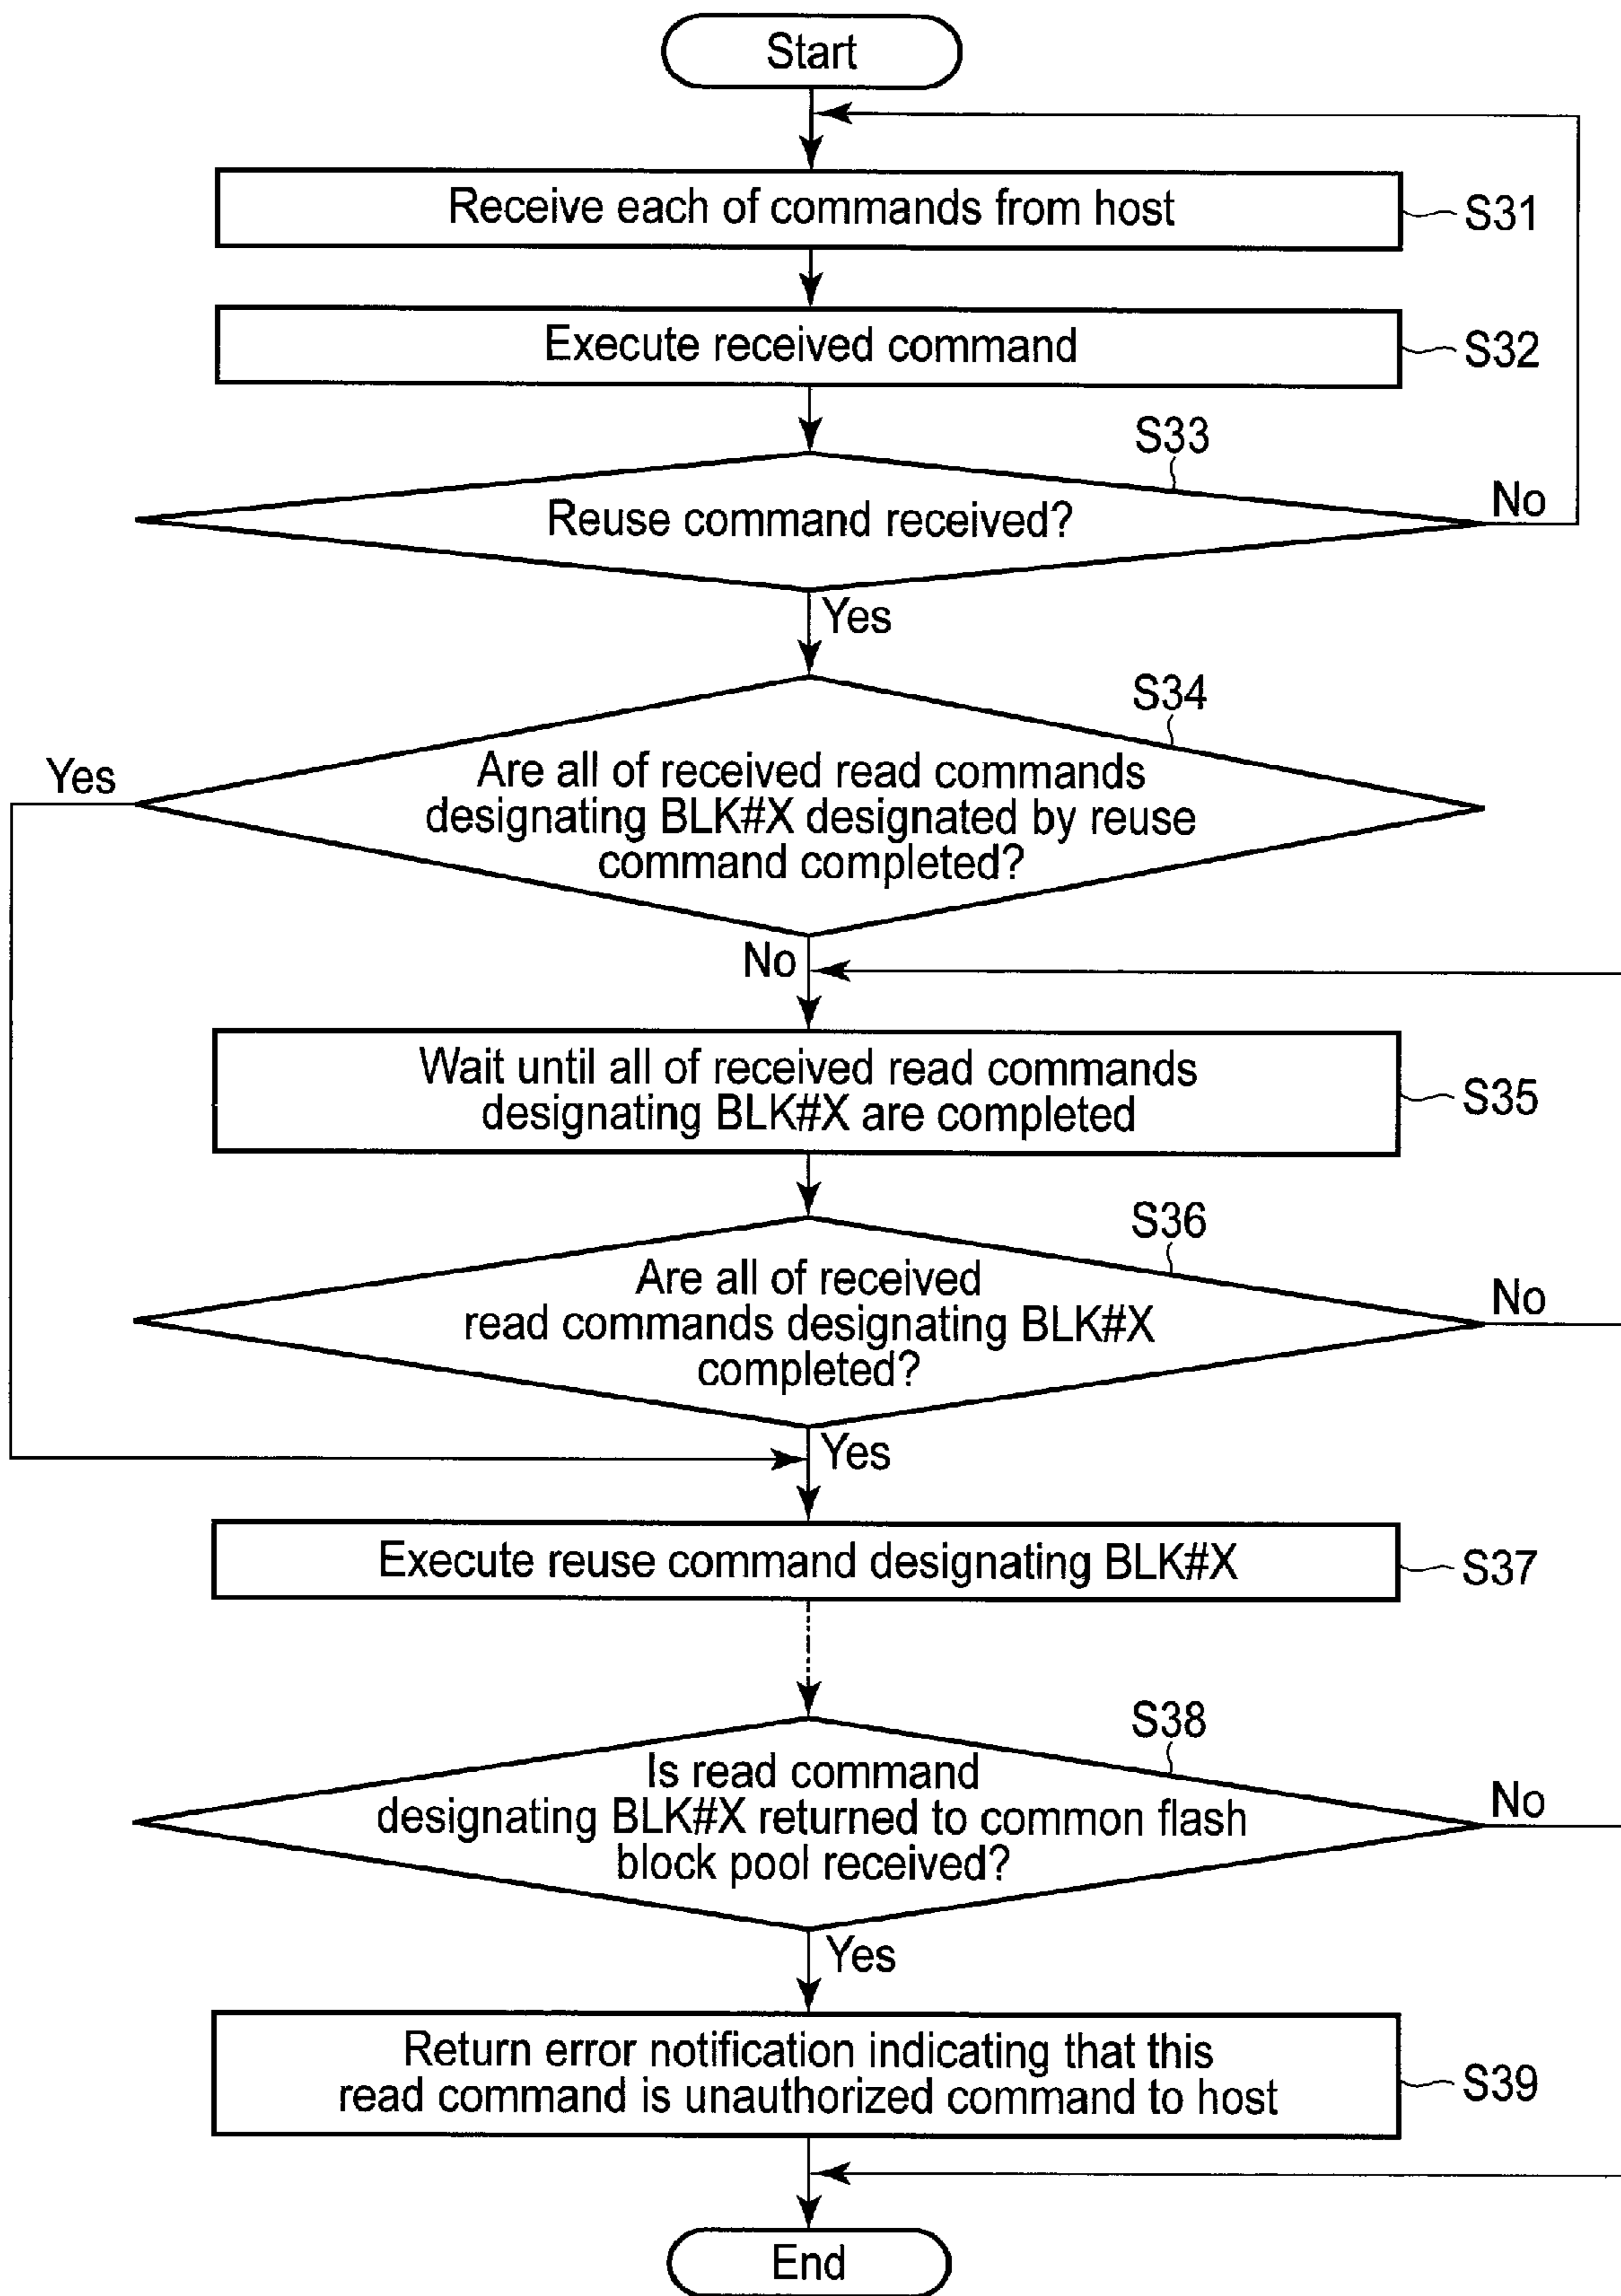 Start
Receive each of commands from host
S31
Execute received command
S32
S33
Reuse command received?
No
Yes
S34
Yes
Are all of received read commands
designating BLK#X designated by reuse
command completed?
No
Wait until all of received read commands
designating BLK#X are completed
S35
S36
Are all of received
read commands designating BLK#X
completed?
No
Yes
Execute reuse command designating BLK#X
S37
S38
Is read command
designating BLK#X returned to common flash
block pool received?
No
Yes
Return error notification indicating that this
read command is unauthorized command to host
S39
End